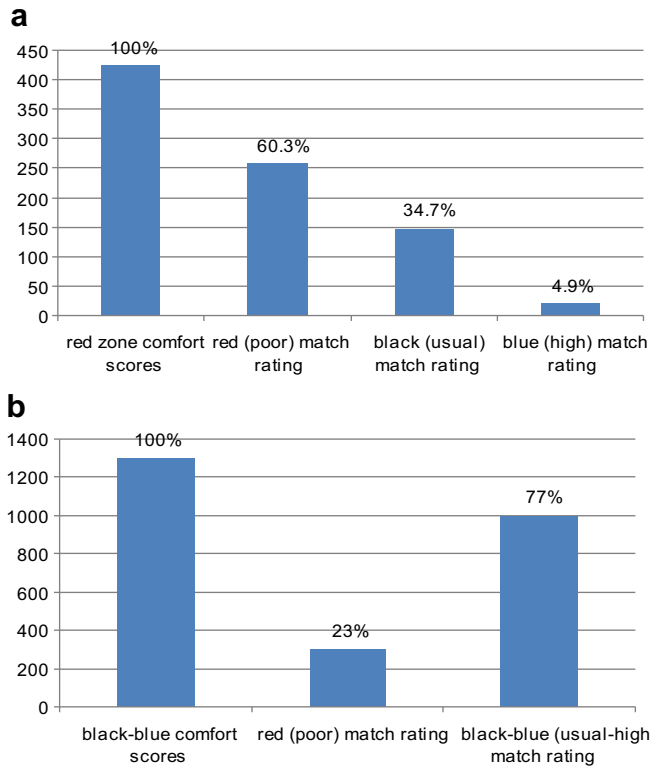 a
450
400
350
300
250
200
150
100
50
0
100%
60.3%
34.7%
4.9%
red zone comfort
scores
red (poor) match
rating
black (usual)
match rating
blue (high) match
rating
b
1400
1200
1000
800
600
400
200
0
100%
23%
77%
black-blue comfort
scores
red (poor) match rating
black-blue (usual-high
match rating